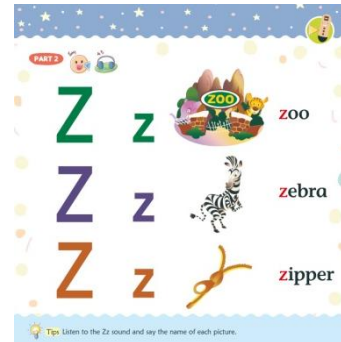 PART 2
Z z ZOO zoo
Z z zebra
Z z zipper
Tips Listen to the Zz sound and say the name of each picture.